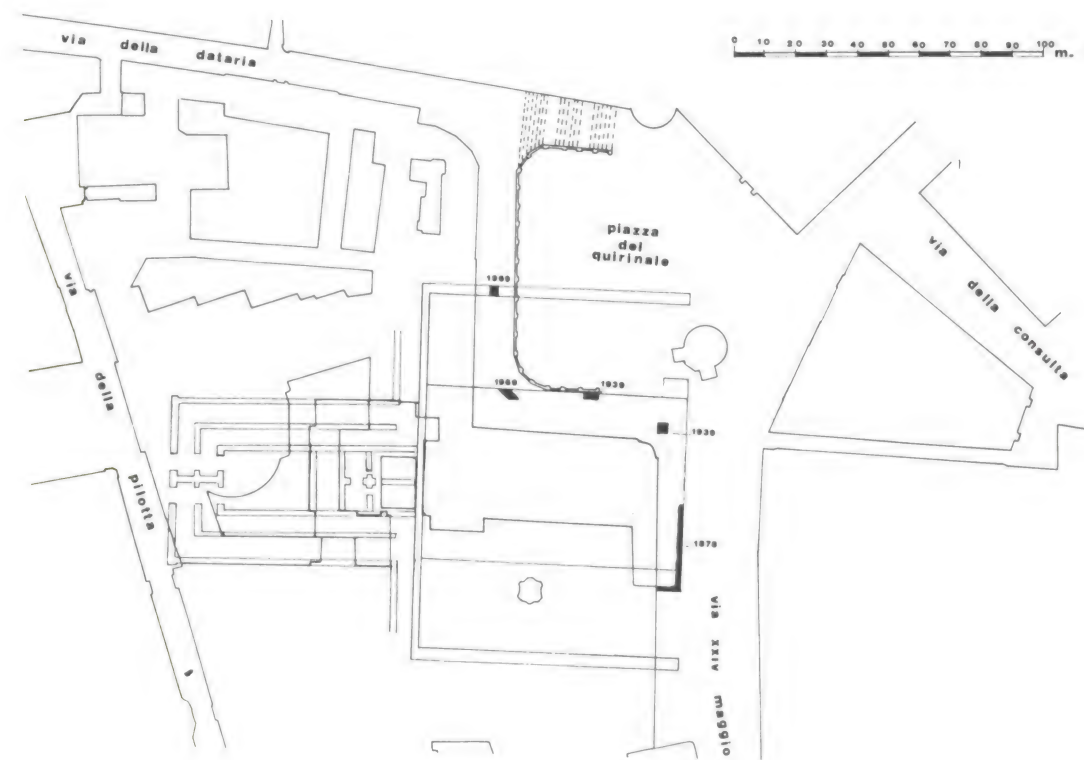 via della dataria
0 10 20 30 40 50 60 70 80 90 100 m.
piazza
del
quirinale
via della consulta
via della pilotta
1939
1939
1878
via XXIV maggio